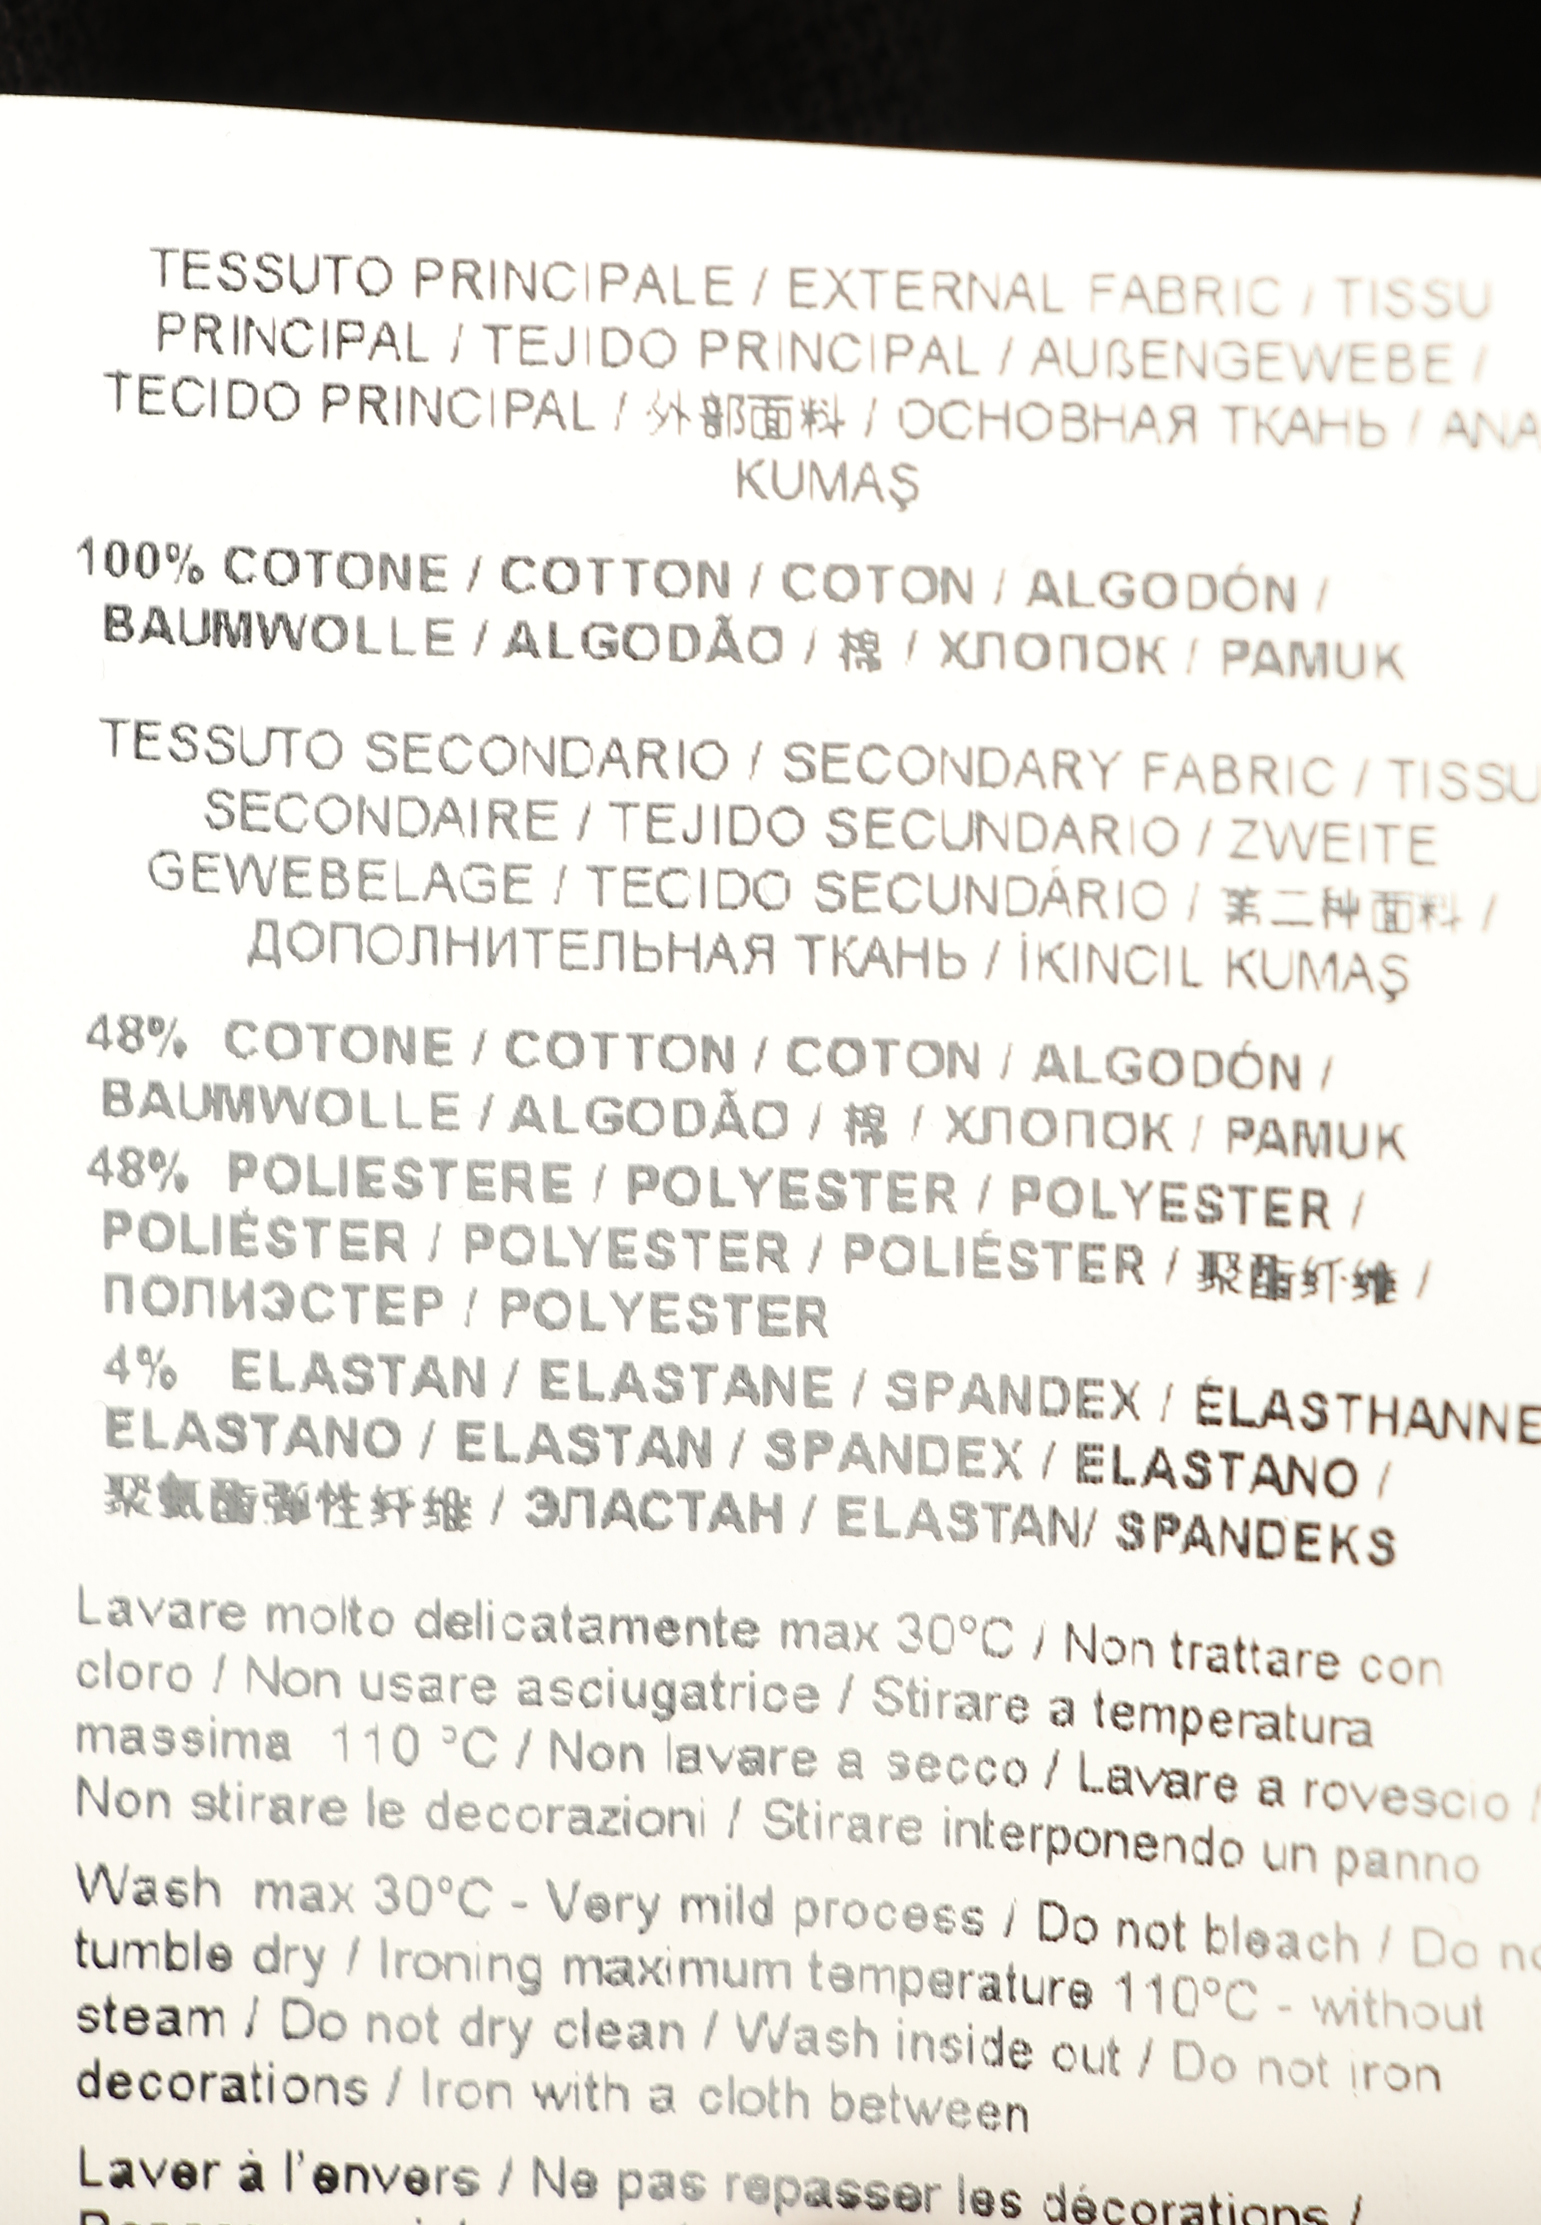 TESSUTO PRINCIPALE / EXTERNAL FABRIC / TISSU
PRINCIPAL / TEJIDO PRINCIPAL / AUßENGEWEBE /
TECIDO PRINCIPAL / 外部面料 / ОСНОВНАЯ ТКАНЬ / ANA
KUMAŞ
100% COTONE / COTTON / COTON / ALGODÓN /
BAUMWOLLE / ALGODÃO / 棉 / ХЛОПОК / PAMUK
TESSUTO SECONDARIO / SECONDARY FABRIC / TISSU
SECONDAIRE / TEJIDO SECUNDARIO / ZWEITE
GEWEBELAGE / TECIDO SECUNDÁRIO / 第二种面料 /
ДОПОЛНИТЕЛЬНАЯ ТКАНЬ / İKINCIL KUMAŞ
48% COTONE / COTTON / COTON / ALGODÓN /
BAUMWOLLE / ALGODÃO / 棉 / ХЛОПОК / PAMUK
48% POLIESTERE / POLYESTER / POLYESTER /
POLIÉSTER / POLYESTER / POLIÉSTER / 聚酯纤维 /
ПОЛИЭСТЕР / POLYESTER
4% ELASTAN / ELASTANE / SPANDEX / ÉLASTHANNE
ELASTANO / ELASTAN / SPANDEX / ELASTANO /
聚氨酯弹性纤维 / ЭЛАСТАН / ELASTAN/ SPANDEKS
Lavare molto delicatamente max 30°C / Non trattare con
cloro / Non usare asciugatrice / Stirare a temperatura
massima 110 °C / Non lavare a secco / Lavare a rovescio /
Non stirare le decorazioni / Stirare interponendo un panno
Wash max 30°C - Very mild process / Do not bleach / Do no
tumble dry / Ironing maximum temperature 110°C - without
steam / Do not dry clean / Wash inside out / Do not iron
decorations / Iron with a cloth between
Laver à l'envers / Ne pas repasser les décorations /